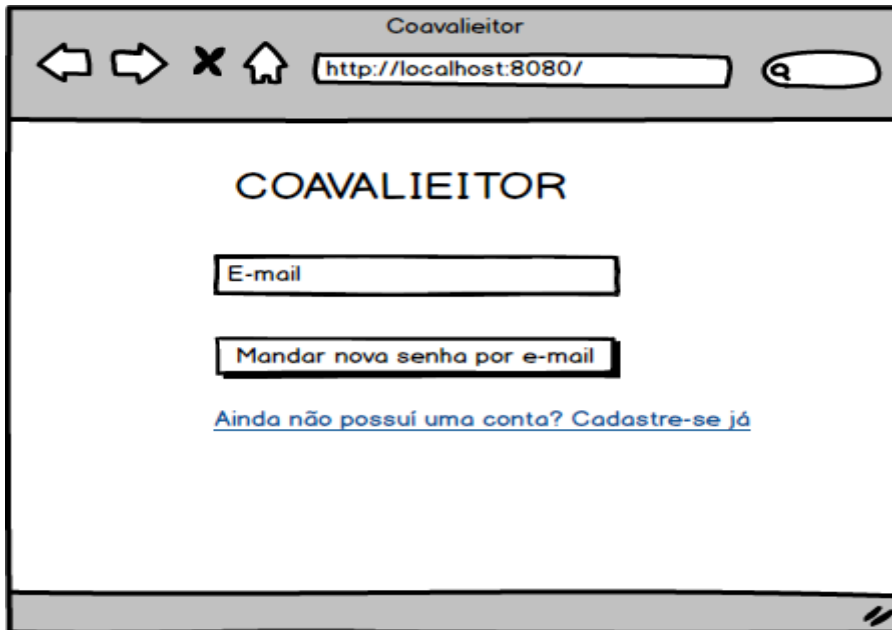 Coavalieitor
http://localhost:8080/
COAVALIEITOR
E-mail
Mandar nova senha por e-mail
Ainda não possuí uma conta? Cadastre-se já